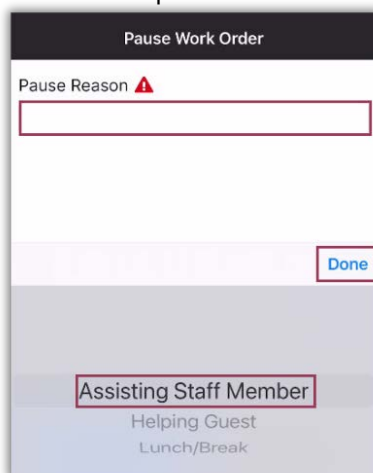 Pause Work Order
Pause Reason
Done
Assisting Staff Member
Helping Guest
Lunch/Break